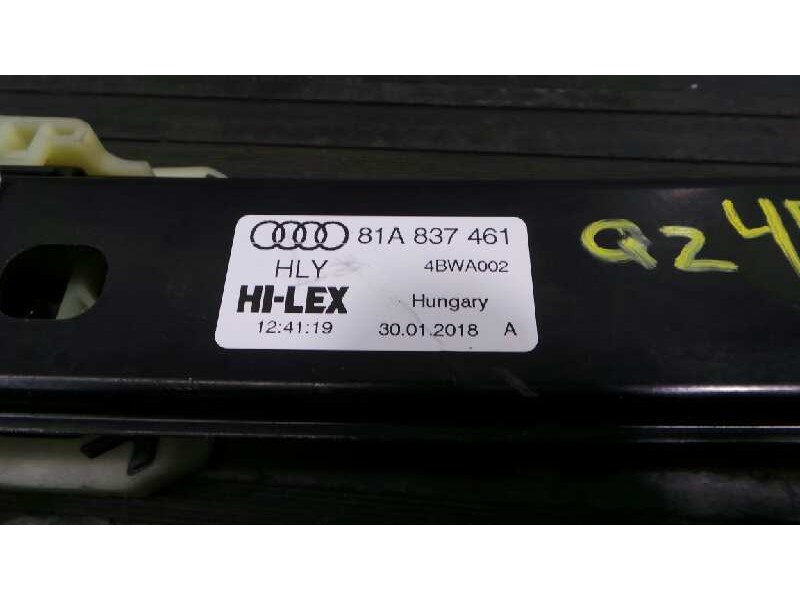 81A 837 461
HLY 4BWA002
HI-LEX Hungary
12:41:19 30.01.2018 A